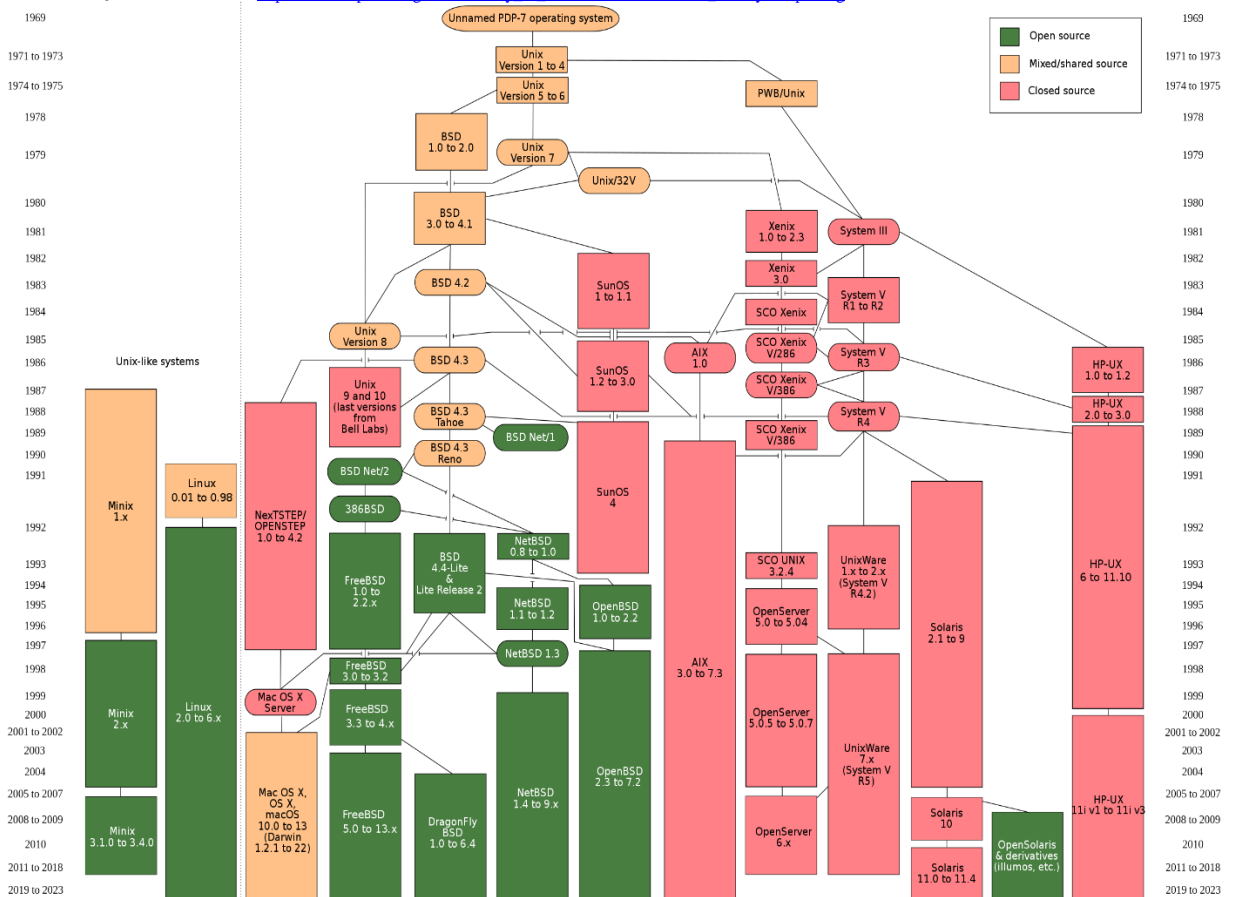 Unnamed PDP-7 operating system
1969
1969
Open source
Mixed/shared source
Closed source
1971 to 1973
Unix
Version 1 to 4
1971 to 1973
1974 to 1975
Unix
Version 5 to 6
PWB/Unix
1974 to 1975
1978
BSD
1.0 to 2.0
1978
1979
Unix
Version 7
Unix/32V
1979
1980
BSD
3.0 to 4.1
1980
1981
Xenix
1.0 to 2.3
System III
1981
1982
Xenix
3.0
1982
1983
BSD 4.2
SunOS
1 to 1.1
System V
R1 to R2
1983
1984
SCO Xenix
1984
1985
Unix
Version 8
1985
1986
Unix-like systems
BSD 4.3
SunOS
1.2 to 3.0
AIX
1.0
SCO Xenix
V/286
System V
R3
HP-UX
1.0 to 1.2
1986
1987
Unix
9 and 10
(last versions
from
Bell Labs)
SCO Xenix
V/386
1987
1988
BSD 4.3
Tahoe
System V
R4
HP-UX
2.0 to 3.0
1988
1989
BSD Net/1
SCO Xenix
V/386
1989
1990
BSD 4.3
Reno
1990
1991
Linux
0.01 to 0.98
BSD Net/2
SunOS
4
1991
Minix
1.x
NexTSTEP/
OPENSTEP
1.0 to 4.2
386BSD
1992
NetBSD
0.8 to 1.0
1992
1993
FreeBSD
1.0 to
2.2.x
BSD
4.4-Lite
&
Lite Release 2
SCO UNIX
3.2.4
UnixWare
1.x to 2.x
(System V
R4.2)
HP-UX
6 to 11.10
1993
1994
1994
1995
NetBSD
1.1 to 1.2
OpenBSD
1.0 to 2.2
OpenServer
5.0 to 5.04
1995
1996
Solaris
2.1 to 9
1996
1997
NetBSD 1.3
1997
1998
FreeBSD
3.0 to 3.2
AIX
3.0 to 7.3
1998
1999
Mac OS X
Server
1999
2000
Minix
2.x
Linux
2.0 to 6.x
FreeBSD
3.3 to 4.x
OpenServer
5.0.5 to 5.0.7
2000
2001 to 2002
2001 to 2002
2003
UnixWare
7.x
(System V
R5)
2003
2004
OpenBSD
2.3 to 7.2
2004
2005 to 2007
NetBSD
1.4 to 9.x
2005 to 2007
2008 to 2009
Minix
3.1.0 to 3.4.0
Mac OS X,
OS X,
macOS
10.0 to 13
(Darwin
1.2.1 to 22)
FreeBSD
5.0 to 13.x
DragonFly
BSD
1.0 to 6.4
OpenServer
6.x
Solaris
10
HP-UX
11i v1 to 11i v3
2008 to 2009
2010
OpenSolaris
& derivatives
(illumos, etc.)
2010
2011 to 2018
Solaris
11.0 to 11.4
2011 to 2018
2019 to 2023
2019 to 2023